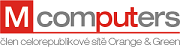 M computers
člen celorepublikové sítě Orange & Green